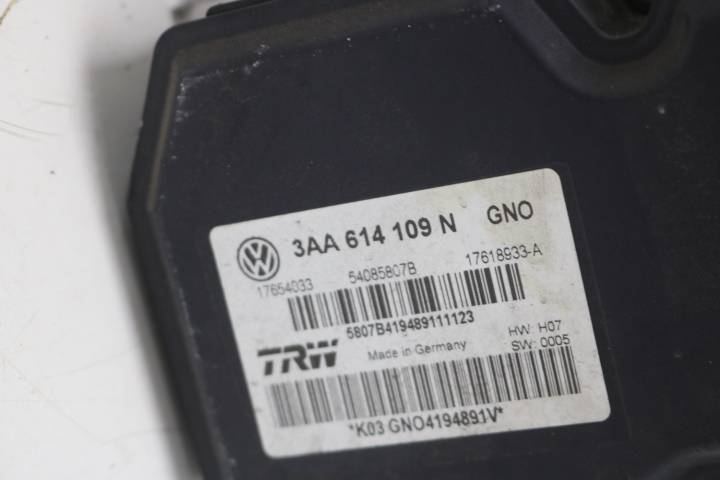 3AA 614 109 N GNO
17654033 54085807B 17618933-A
5807B419489111123
TRW Made in Germany HW: H07
SW: 0005
*K03 GNO4194891V*